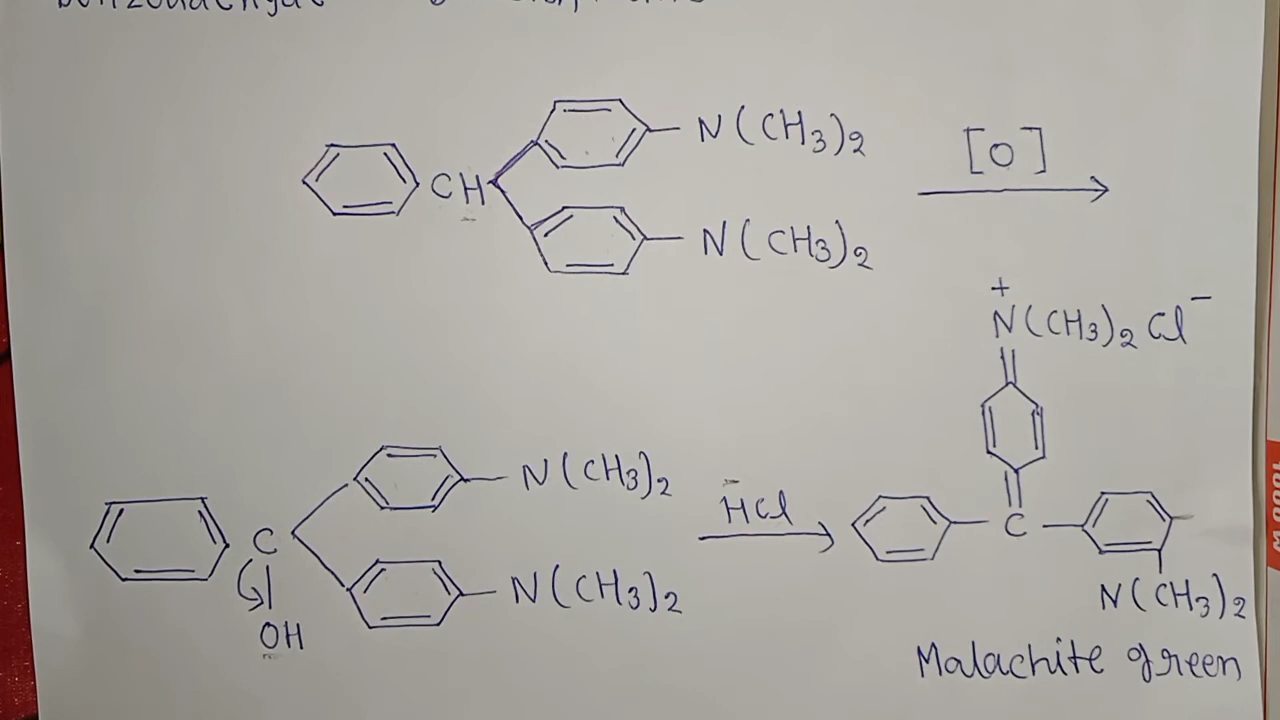 N(CH3)2
[O]
CH
N(CH3)2
+
N(CH3)2 Cl-
N(CH3)2
HCl
C
C
N(CH3)2
N(CH3)2
OH
Malachite green